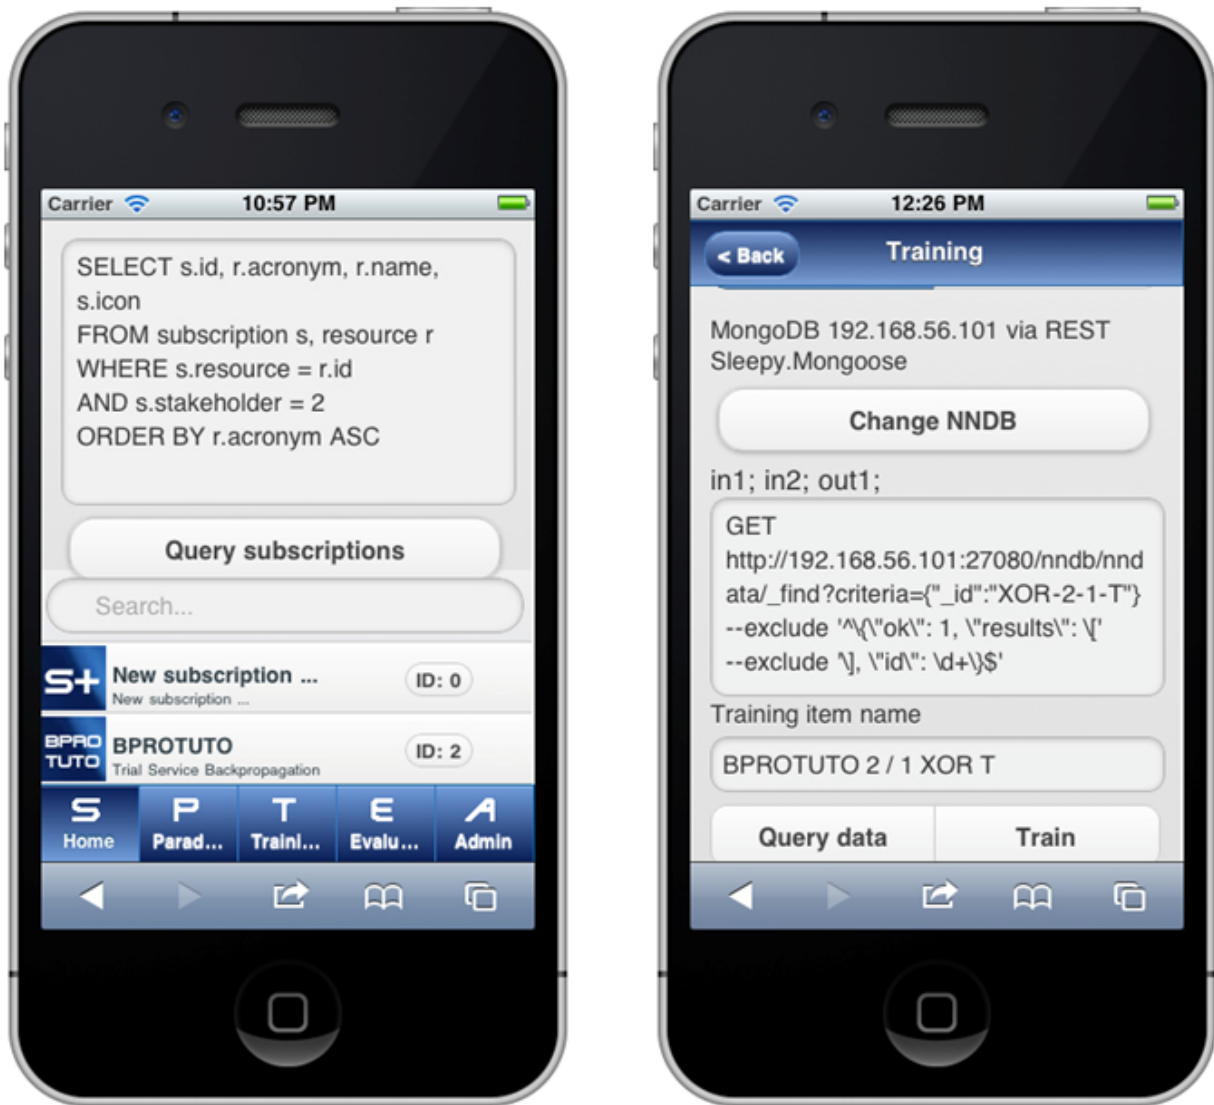 Carrier 10:57 PM
SELECT s.id, r.acronym, r.name,
s.icon
FROM subscription s, resource r
WHERE s.resource = r.id
AND s.stakeholder = 2
ORDER BY r.acronym ASC
Query subscriptions
Search...
S+
New subscription ...
New subscription ...
ID: 0
BPRO
TUTO
BPROTUTO
Trial Service Backpropagation
ID: 2
S P T E A
Home Parad... Traini... Evalu... Admin
Carrier 12:26 PM
< Back Training
MongoDB 192.168.56.101 via REST
Sleepy.Mongoose
Change NNDB
in1; in2; out1;
GET
http://192.168.56.101:27080/nndb/nnd
ata/_find?criteria={"_id":"XOR-2-1-T"}
--exclude '^\{\"ok\": 1, \"results\": \['
--exclude '\], \"id\": \d+\}$'
Training item name
BPROTUTO 2 / 1 XOR T
Query data Train